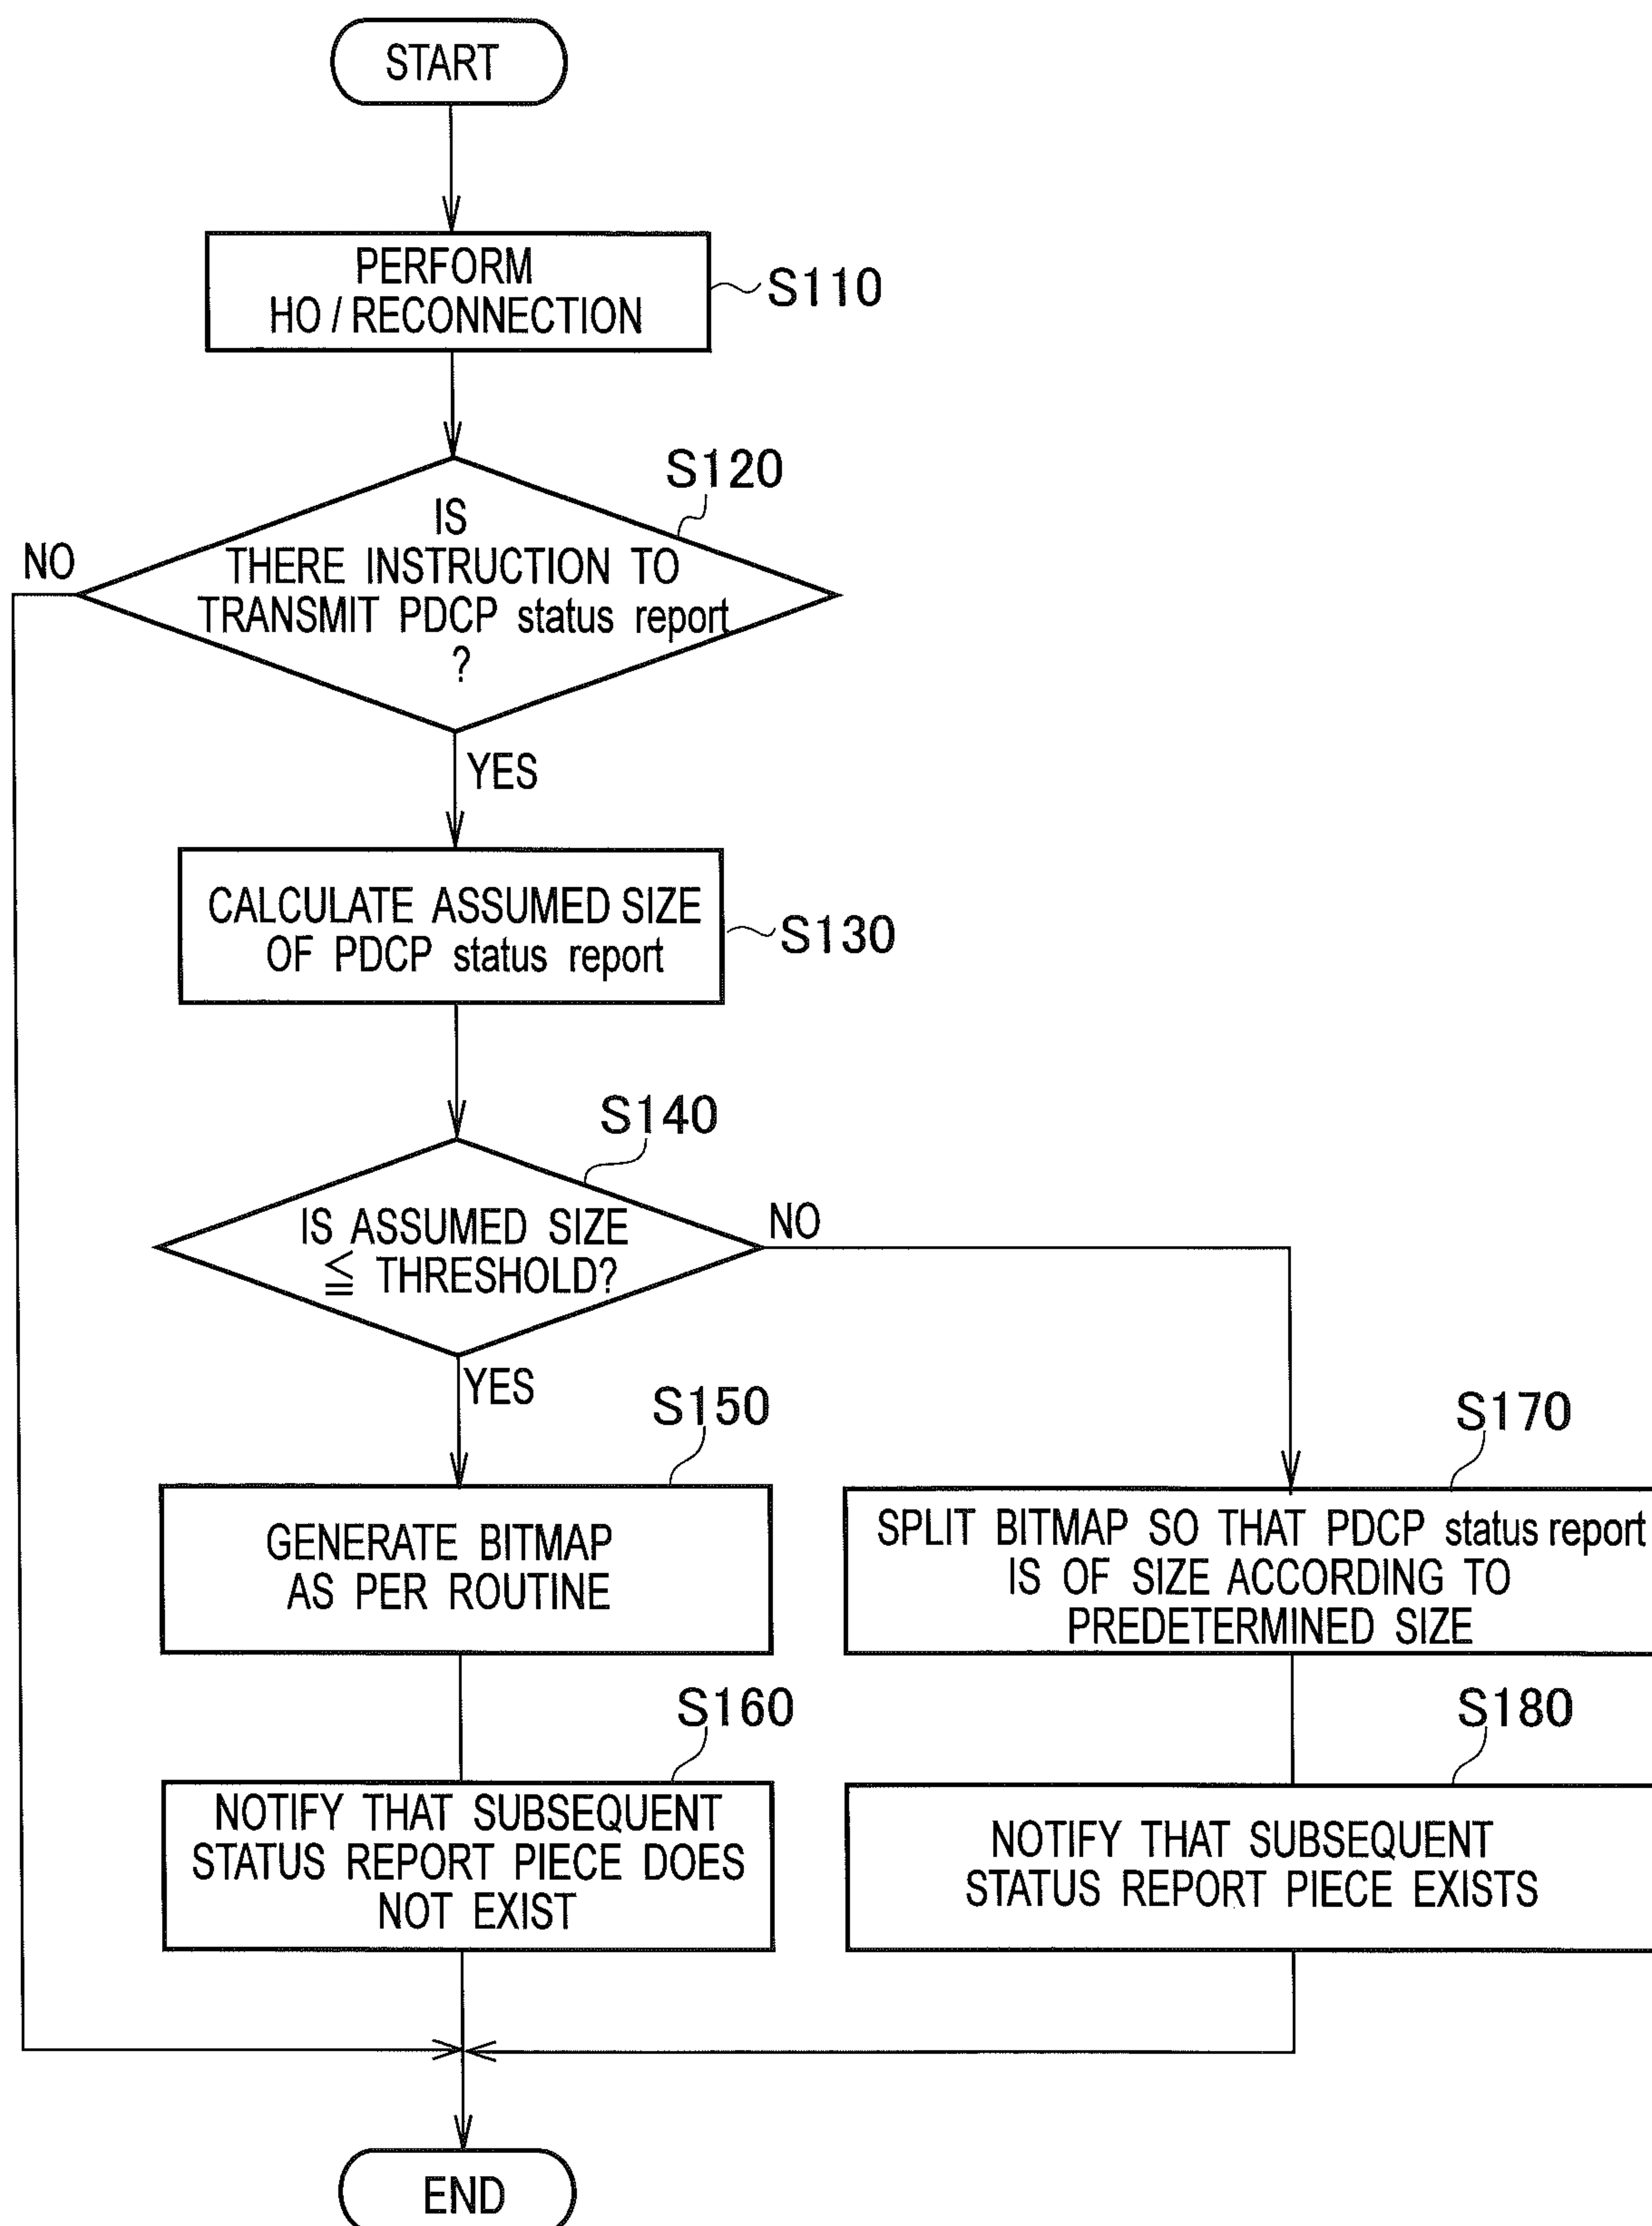 START
PERFORM
HO / RECONNECTION
S110
S120
IS
THERE INSTRUCTION TO
TRANSMIT PDCP status report
?
NO
YES
CALCULATE ASSUMED SIZE
OF PDCP status report
S130
S140
IS ASSUMED SIZE
≦ THRESHOLD?
NO
YES
S150
GENERATE BITMAP
AS PER ROUTINE
S170
SPLIT BITMAP SO THAT PDCP status report
IS OF SIZE ACCORDING TO
PREDETERMINED SIZE
S160
NOTIFY THAT SUBSEQUENT
STATUS REPORT PIECE DOES
NOT EXIST
S180
NOTIFY THAT SUBSEQUENT
STATUS REPORT PIECE EXISTS
END